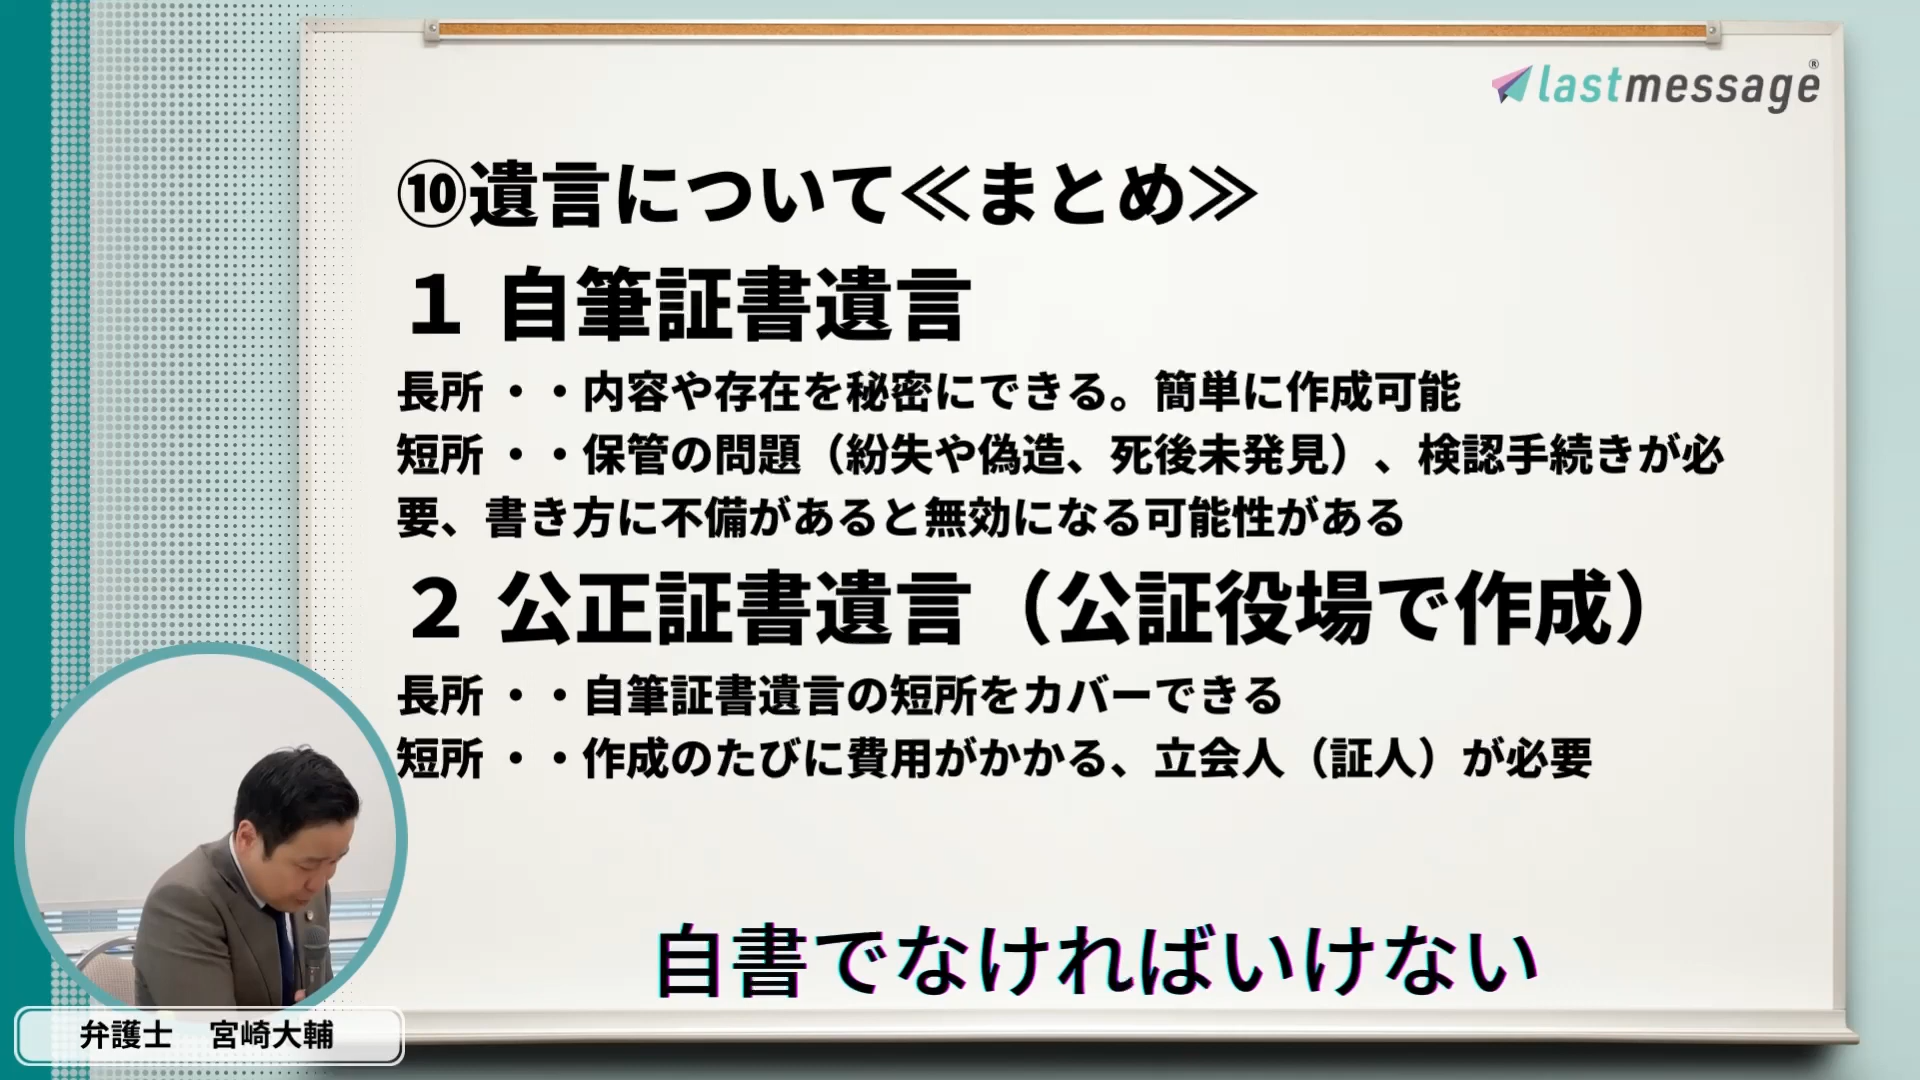 lastmessage®
⑩遺言について≪まとめ≫
１ 自筆証書遺言
長所 ・・内容や存在を秘密にできる。簡単に作成可能
短所 ・・保管の問題（紛失や偽造、死後未発見）、検認手続きが必
要、書き方に不備があると無効になる可能性がある
２ 公正証書遺言（公証役場で作成）
長所 ・・自筆証書遺言の短所をカバーできる
短所 ・・作成のたびに費用がかかる、立会人（証人）が必要
自書でなければいけない
弁護士　宮崎大輔